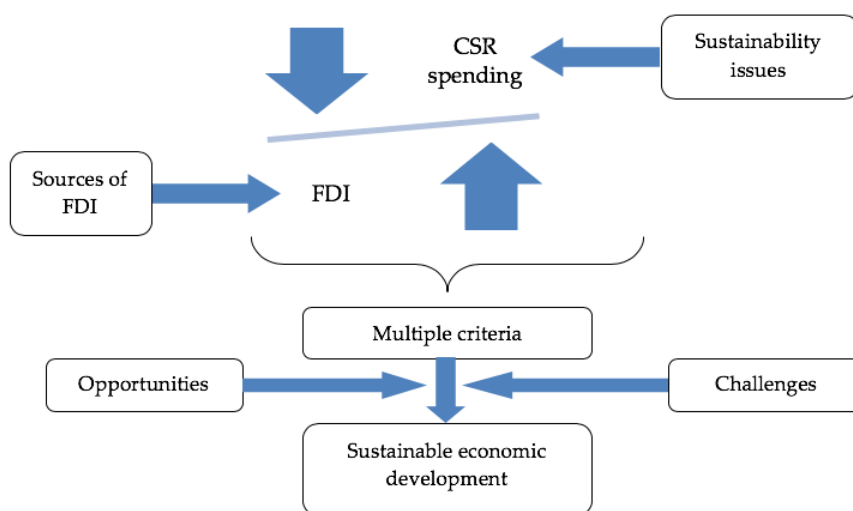 CSR
spending
Sustainability
issues
Sources of
FDI
FDI
Multiple criteria
Opportunities
Challenges
Sustainable economic
development